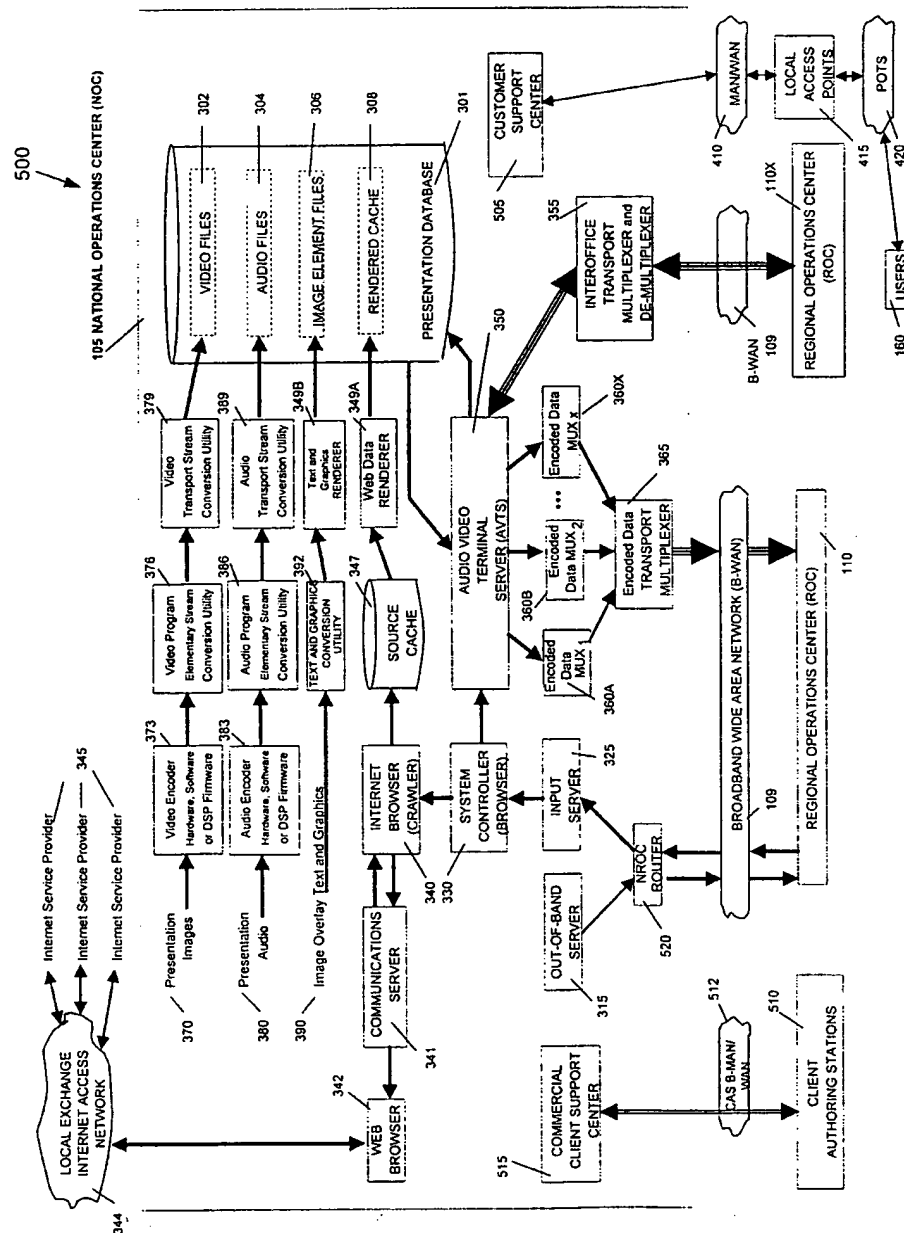 500
105 NATIONAL OPERATIONS CENTER (NOC)
LOCAL EXCHANGE
INTERNET ACCESS
NETWORK
344
Internet Service Provider
Internet Service Provider
Internet Service Provider
345
Presentation
Images
370
Video Encoder
Hardware, Software
or DSP Firmware
373
Video Program
Elementary Stream
Conversion Utility
376
Video
Transport Stream
Conversion Utility
379
VIDEO FILES
302
Presentation
Audio
380
Audio Encoder
Hardware, Software
or DSP Firmware
383
Audio Program
Elementary Stream
Conversion Utility
386
Audio
Transport Stream
Conversion Utility
389
AUDIO FILES
304
390
Image Overlay Text and Graphics
TEXT AND GRAPHICS
CONVERSION
UTILITY
392
Text and
Graphics
RENDERER
349B
IMAGE ELEMENT FILES
306
WEB
BROWSER
342
COMMUNICATIONS
SERVER
341
INTERNET
BROWSER
(CRAWLER)
340
SOURCE
CACHE
347
Web Data
RENDERER
349A
RENDERED CACHE
308
PRESENTATION DATABASE
301
SYSTEM
CONTROLLER
(BROWSER)
330
AUDIO VIDEO
TERMINAL
SERVER (AVTS)
350
CUSTOMER
SUPPORT
CENTER
505
COMMERCIAL
CLIENT SUPPORT
CENTER
515
OUT-OF-BAND
SERVER
315
INPUT
SERVER
325
Encoded
Data
MUX 1
360A
Encoded
Data MUX 2
360B
•••
Encoded Data
MUX x
360X
INTEROFFICE
TRANSPORT
MULTIPLEXER and
DE-MULTIPLEXER
355
NROC
ROUTER
520
Encoded Data
TRANSPORT
MULTIPLEXER
365
CAS B-MAN/
WAN
512
BROADBAND WIDE AREA NETWORK (B-WAN)
109
B-WAN
109
MAN/WAN
410
CLIENT
AUTHORING STATIONS
510
REGIONAL OPERATIONS CENTER (ROC)
110
REGIONAL OPERATIONS CENTER
(ROC)
110X
LOCAL
ACCESS
POINTS
415
USERS
160
POTS
420